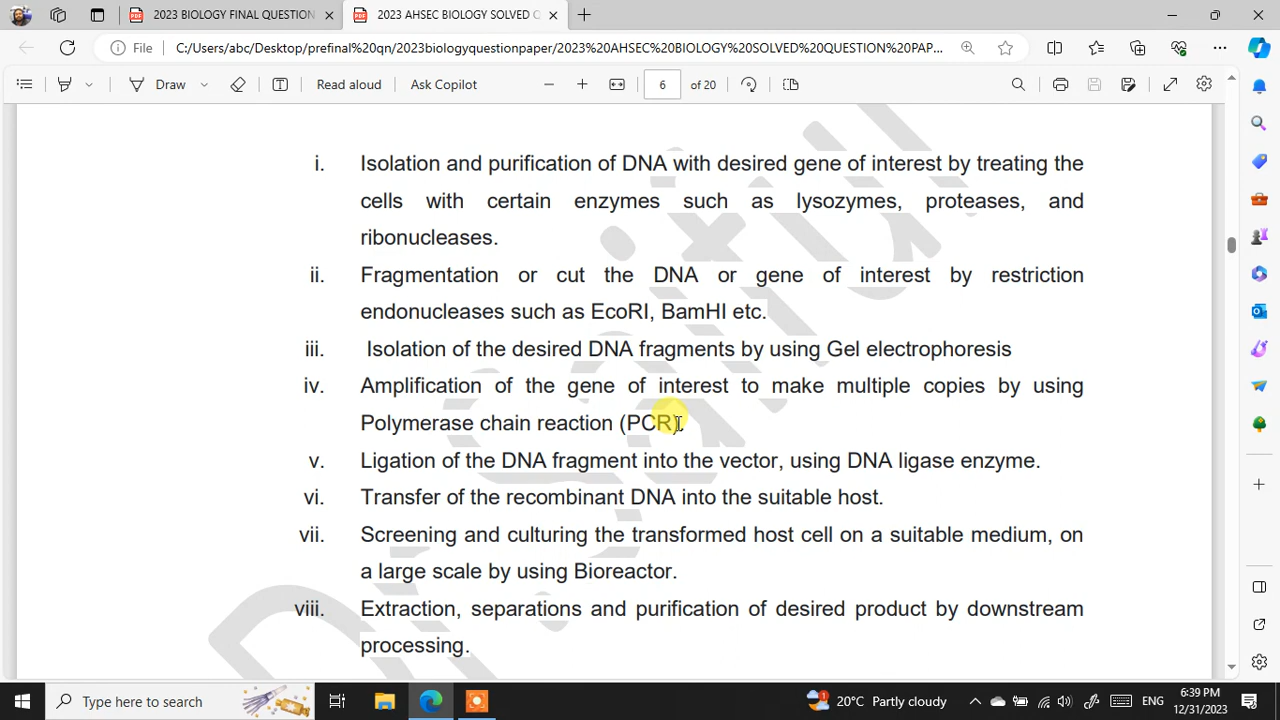 2023 BIOLOGY FINAL QUESTION
2023 AHSEC BIOLOGY SOLVED Q
File
C:/Users/abc/Desktop/prefinal%20qn/2023biologyquestionpaper/2023%20AHSEC%20BIOLOGY%20SOLVED%20QUESTION%20PAP...
Draw
Read aloud
Ask Copilot
6
of 20
i. Isolation and purification of DNA with desired gene of interest by treating the
cells with certain enzymes such as lysozymes, proteases, and
ribonucleases.
ii. Fragmentation or cut the DNA or gene of interest by restriction
endonucleases such as EcoRI, BamHI etc.
iii. Isolation of the desired DNA fragments by using Gel electrophoresis
iv. Amplification of the gene of interest to make multiple copies by using
Polymerase chain reaction (PCR).
v. Ligation of the DNA fragment into the vector, using DNA ligase enzyme.
vi. Transfer of the recombinant DNA into the suitable host.
vii. Screening and culturing the transformed host cell on a suitable medium, on
a large scale by using Bioreactor.
viii. Extraction, separations and purification of desired product by downstream
processing.
Type here to search
1
20°C Partly cloudy
ENG
6:39 PM
12/31/2023